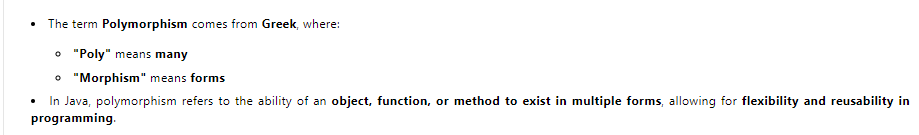 The term Polymorphism comes from Greek, where:
"Poly" means many
"Morphism" means forms
In Java, polymorphism refers to the ability of an object, function, or method to exist in multiple forms, allowing for flexibility and reusability in
programming.